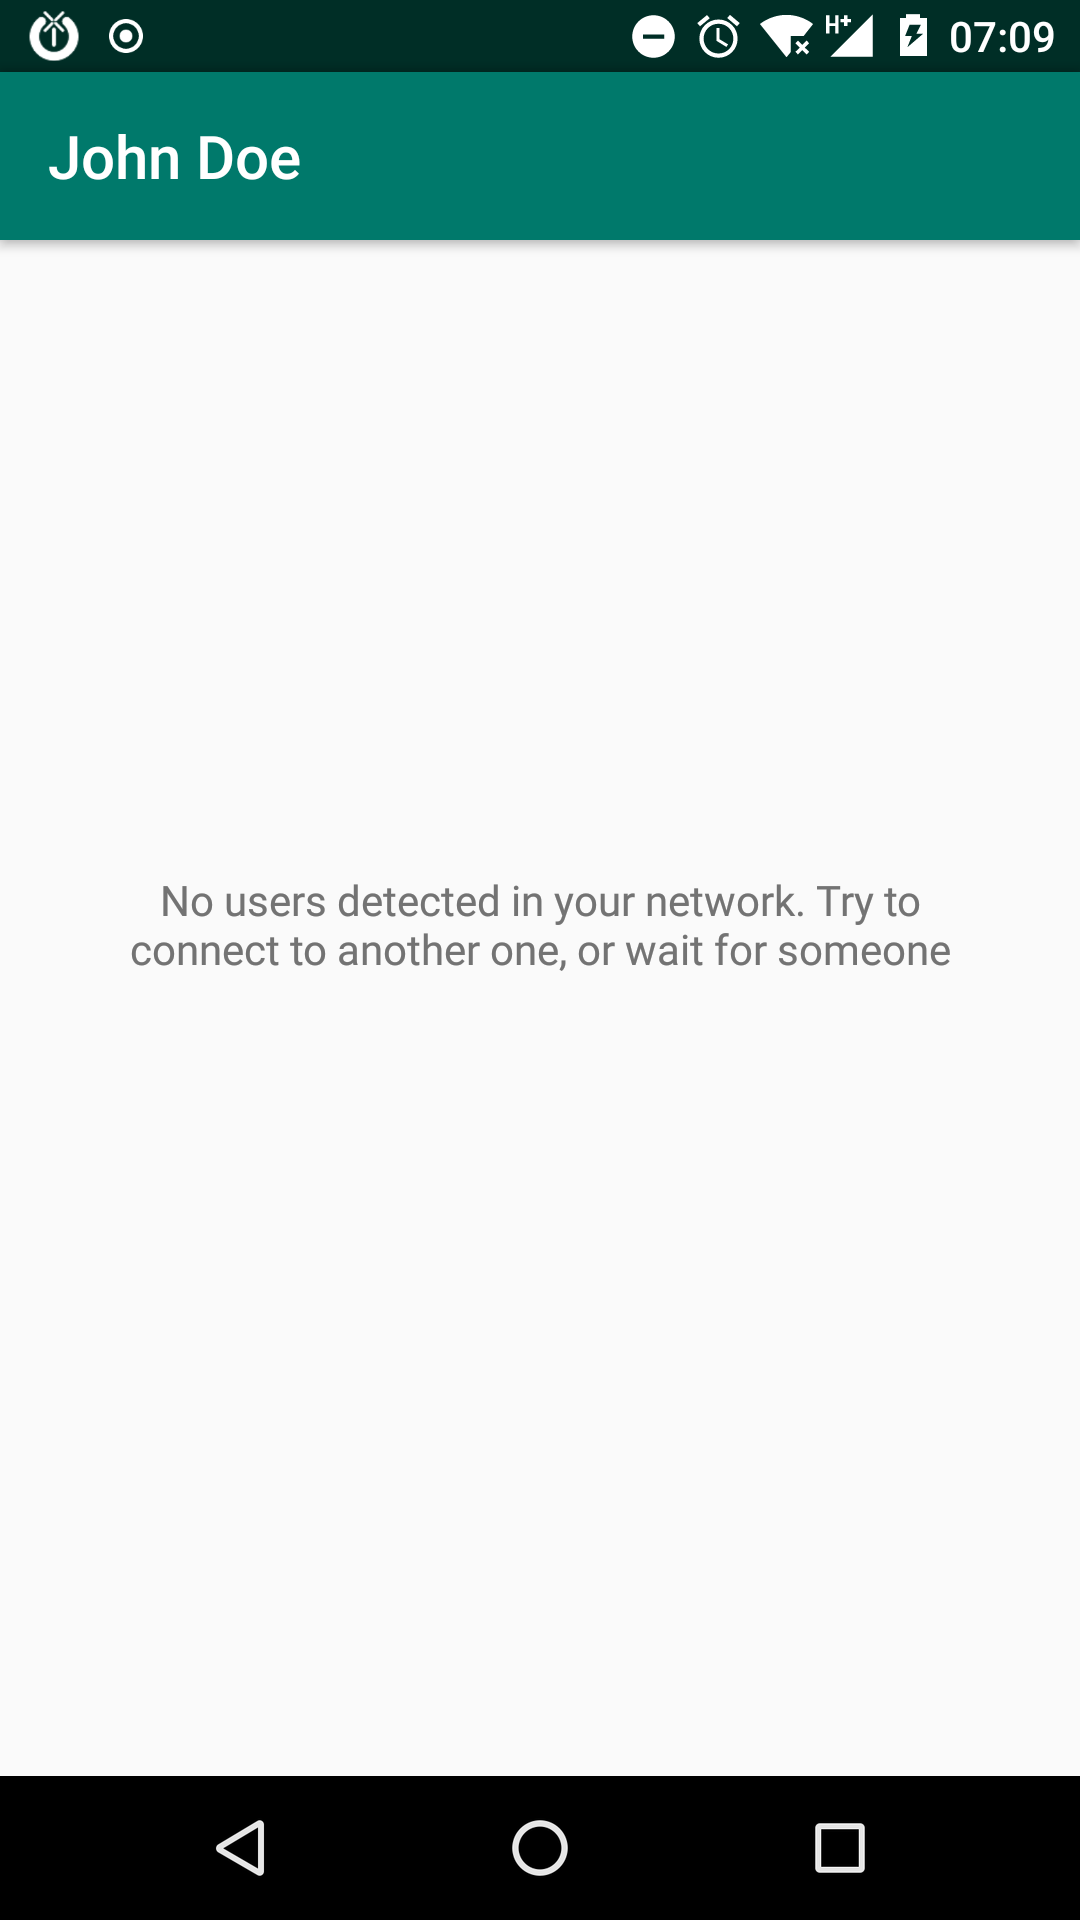 H+ 07:09
John Doe
No users detected in your network. Try to
connect to another one, or wait for someone